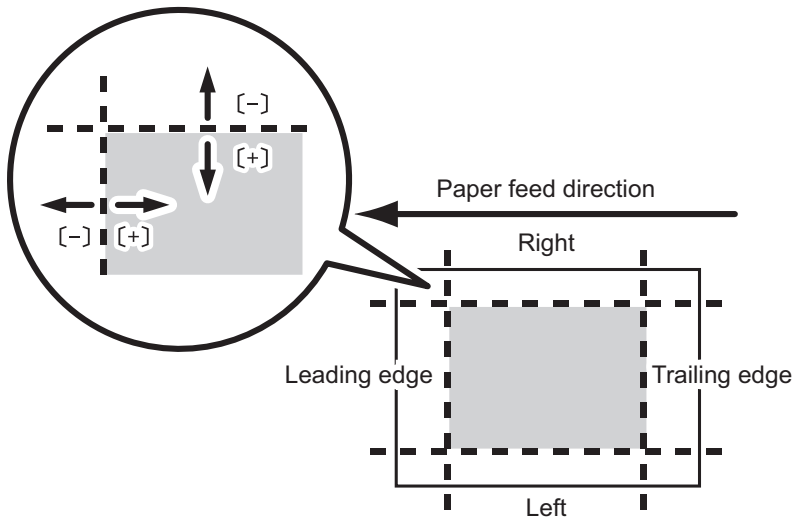 [-]
[+]
[-] [+]
Paper feed direction
Right
Leading edge
Trailing edge
Left